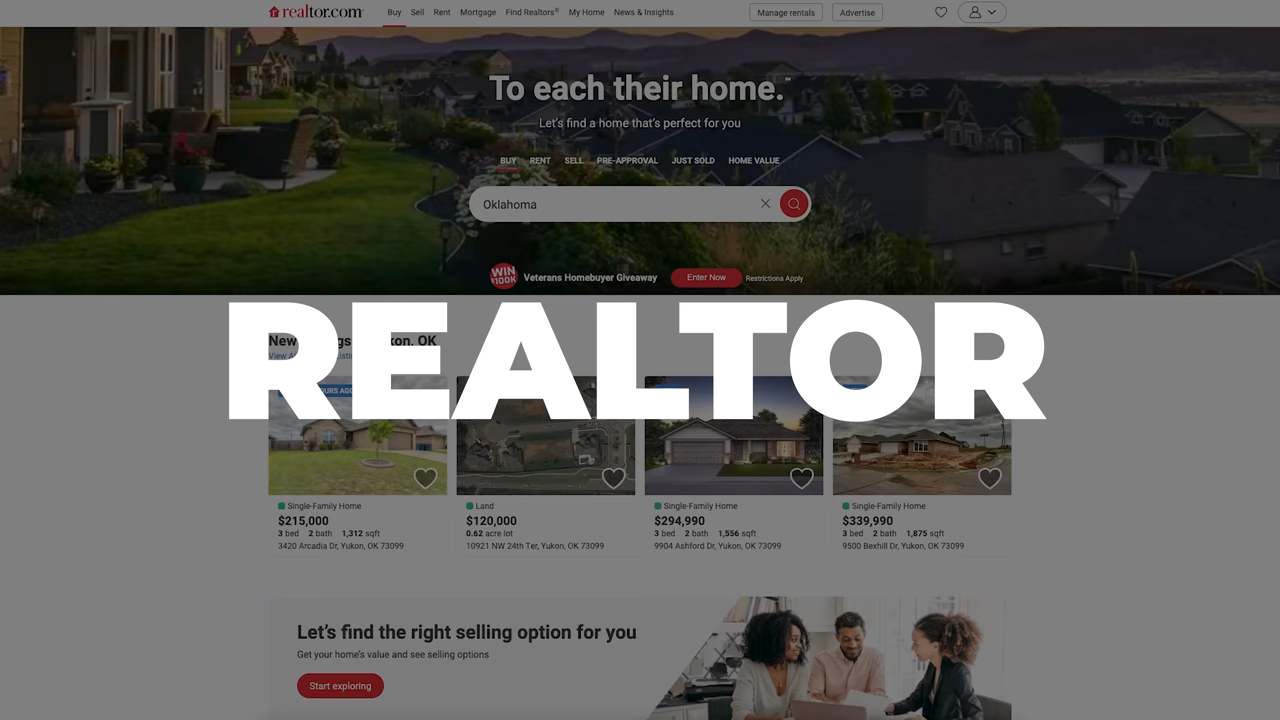 realtor.com
Buy Sell Rent Mortgage Find Realtors® My Home News & Insights Manage rentals Advertise
To each their home.℠
Let's find a home that's perfect for you
BUY RENT SELL PRE-APPROVAL JUST SOLD HOME VALUE
Oklahoma
WIN $100K Veterans Homebuyer Giveaway Enter Now Restrictions Apply
REALTOR
Single-Family Home
$215,000
3 bed 2 bath 1,312 sqft
3420 Arcadia Dr, Yukon, OK 73099
Land
$120,000
0.62 acre lot
10921 NW 24th Ter, Yukon, OK 73099
Single-Family Home
$294,990
3 bed 2 bath 1,556 sqft
9904 Ashford Dr, Yukon, OK 73099
Single-Family Home
$339,990
3 bed 2 bath 1,875 sqft
9500 Bexhill Dr, Yukon, OK 73099
Let's find the right selling option for you
Get your home's value and see selling options
Start exploring